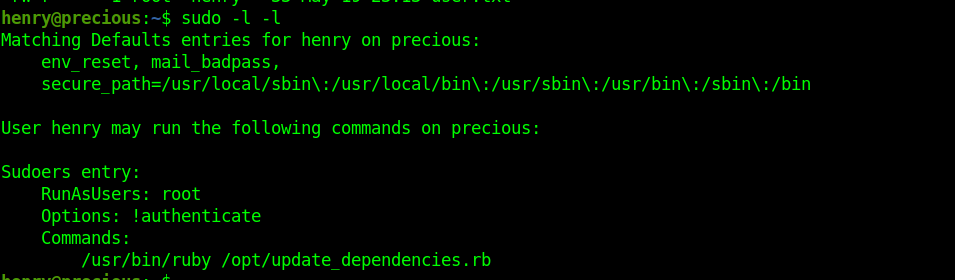 henry@precious:~$ sudo -l -l
Matching Defaults entries for henry on precious:
    env_reset, mail_badpass,
    secure_path=/usr/local/sbin\:/usr/local/bin\:/usr/sbin\:/usr/bin\:/sbin\:/bin

User henry may run the following commands on precious:

Sudoers entry:
    RunAsUsers: root
    Options: !authenticate
    Commands:
        /usr/bin/ruby /opt/update_dependencies.rb